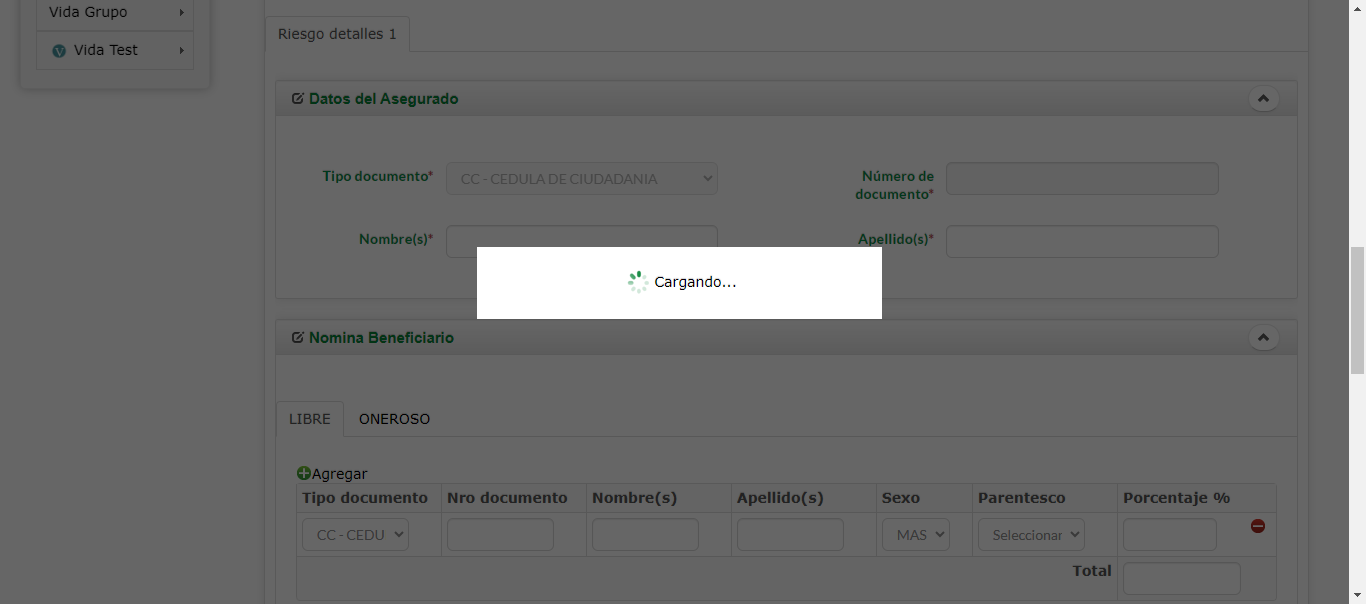 Vida Grupo
Vida Test
Riesgo detalles 1
Datos del Asegurado
Tipo documento*
CC - CEDULA DE CIUDADANIA
Número de
documento*
Nombre(s)*
Apellido(s)*
Cargando...
Nomina Beneficiario
LIBRE
ONEROSO
Agregar
Tipo documento Nro documento Nombre(s) Apellido(s) Sexo Parentesco Porcentaje %
CC - CEDU MAS Seleccionar
Total